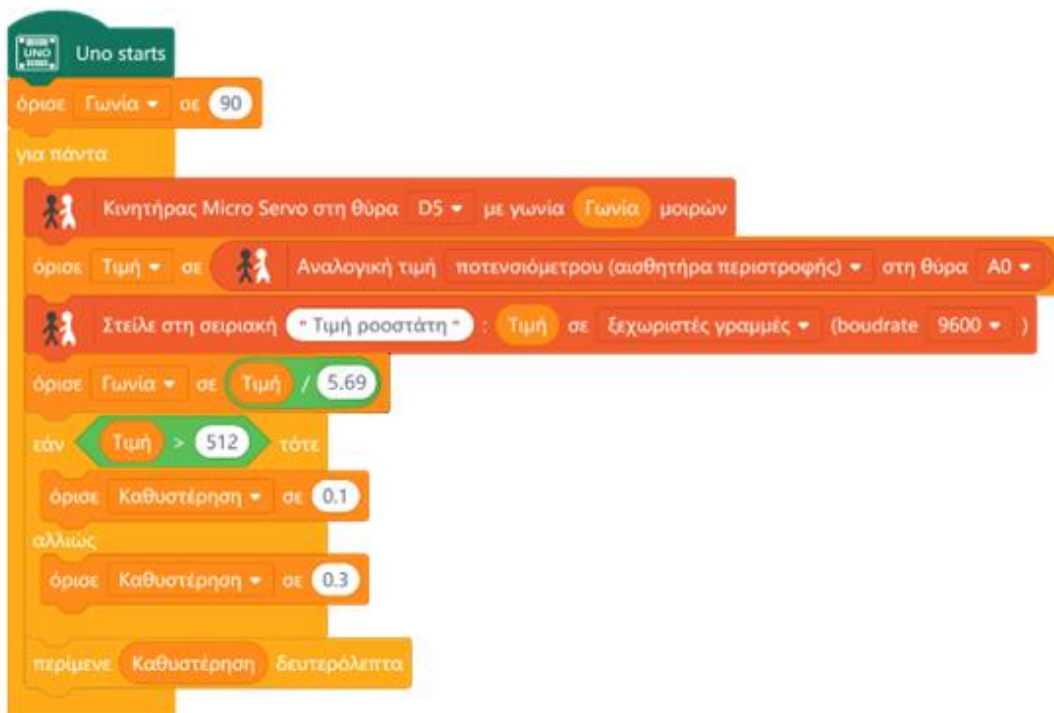 UNO Uno starts
όρισε Γωνία σε 90
για πάντα
Κινητήρας Micro Servo στη θύρα D5 με γωνία Γωνία μοιρών
όρισε Τιμή σε Αναλογική τιμή ποτενσιόμετρου (αισθητήρα περιστροφής) στη θύρα A0
Στείλε στη σειριακή " Τιμή ροοστάτη " : Τιμή σε ξεχωριστές γραμμές (boudrate 9600 )
όρισε Γωνία σε Τιμή / 5.69
εάν Τιμή > 512 τότε
όρισε Καθυστέρηση σε 0.1
αλλιώς
όρισε Καθυστέρηση σε 0.3
περίμενε Καθυστέρηση δευτερόλεπτα